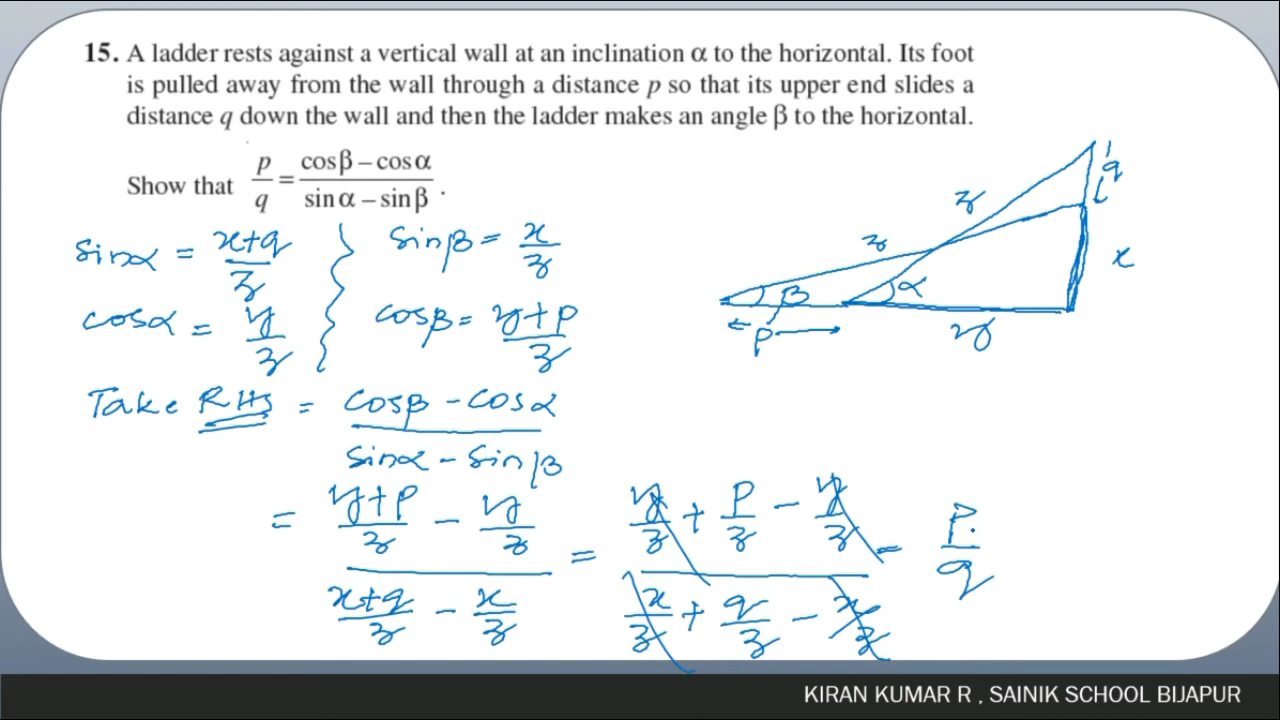 15. A ladder rests against a vertical wall at an inclination α to the horizontal. Its foot
is pulled away from the wall through a distance p so that its upper end slides a
distance q down the wall and then the ladder makes an angle β to the horizontal.
Show that p/q = (cosβ – cosα)/(sinα – sinβ) .
sinα = (x+q)/z } sinβ = x/z
cosα = y/z } cosβ = (y+p)/z
Take RHS = (cosβ - cosα)/(sinα - sinβ)
= ((y+p)/z - y/z)/((x+q)/z - x/z) = (y/z + p/z - y/z)/(x/z + q/z - x/z) = p/q
z
z
q
x
β
α
p
y
KIRAN KUMAR R , SAINIK SCHOOL BIJAPUR